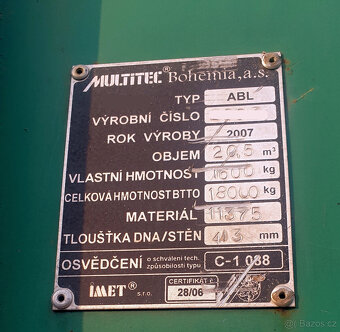 MULTITEC® Bohemia, a.s.
TYP ABL
VÝROBNÍ ČÍSLO
ROK VÝROBY 2007
OBJEM 20,5 m³
VLASTNÍ HMOTNOST 1600 kg
CELKOVÁ HMOTNOST BTTO 18000 kg
MATERIÁL 11375
TLOUŠŤKA DNA/STĚN 4/3 mm
OSVĚDČENÍ o schválení tech. způsobilosti typu C-1 088
IMET® s.r.o. CERTIFIKÁT č. 28/06
Bazos.cz